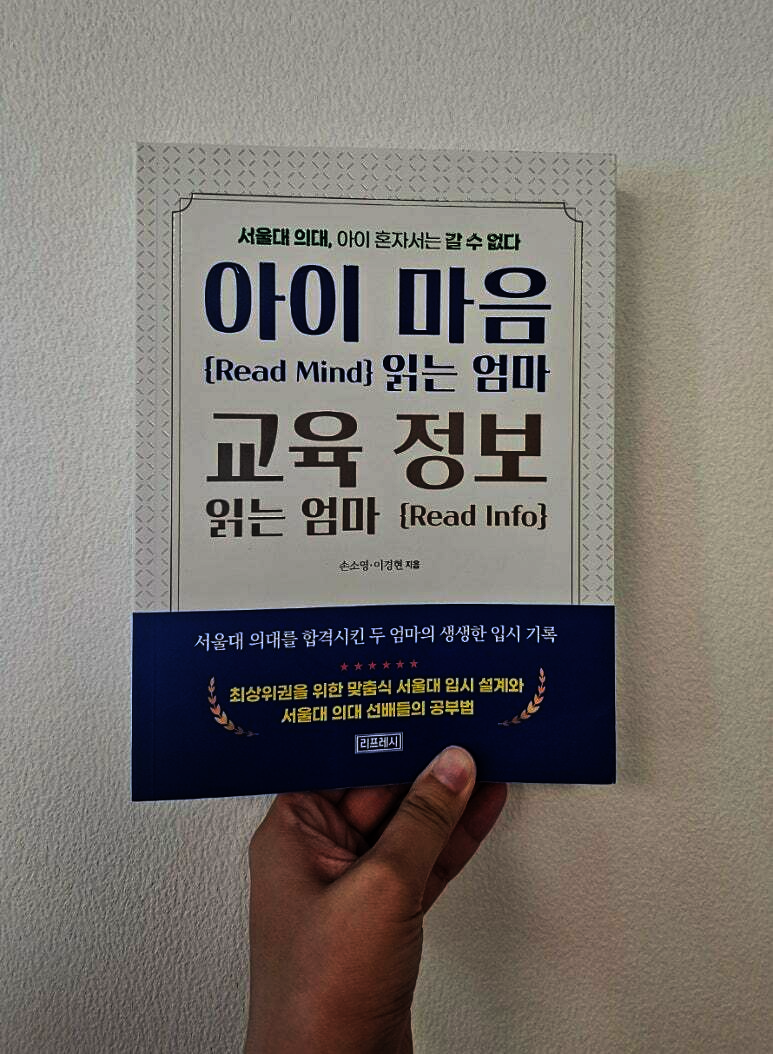 서울대 의대, 아이 혼자서는 갈 수 없다
아이 마음
{Read Mind} 읽는 엄마
교육 정보
읽는 엄마 {Read Info}
손소영·이경현 지음
서울대 의대를 합격시킨 두 엄마의 생생한 입시 기록
★★★★★★
최상위권을 위한 맞춤식 서울대 입시 설계와
서울대 의대 선배들의 공부법
리프레시